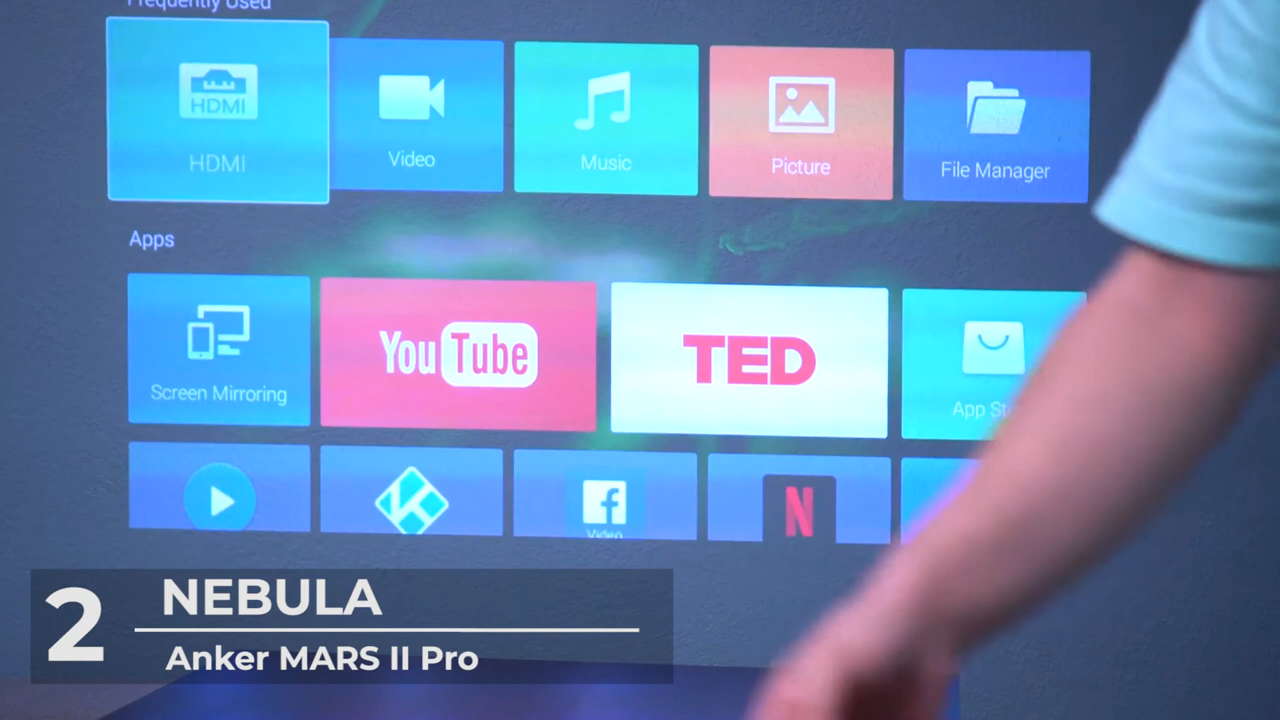 Frequently Used
HDMI
HDMI
Video
Music
Picture
File Manager
Apps
Screen Mirroring
YouTube
TED
App
f
Video
N
2
NEBULA
Anker MARS II Pro